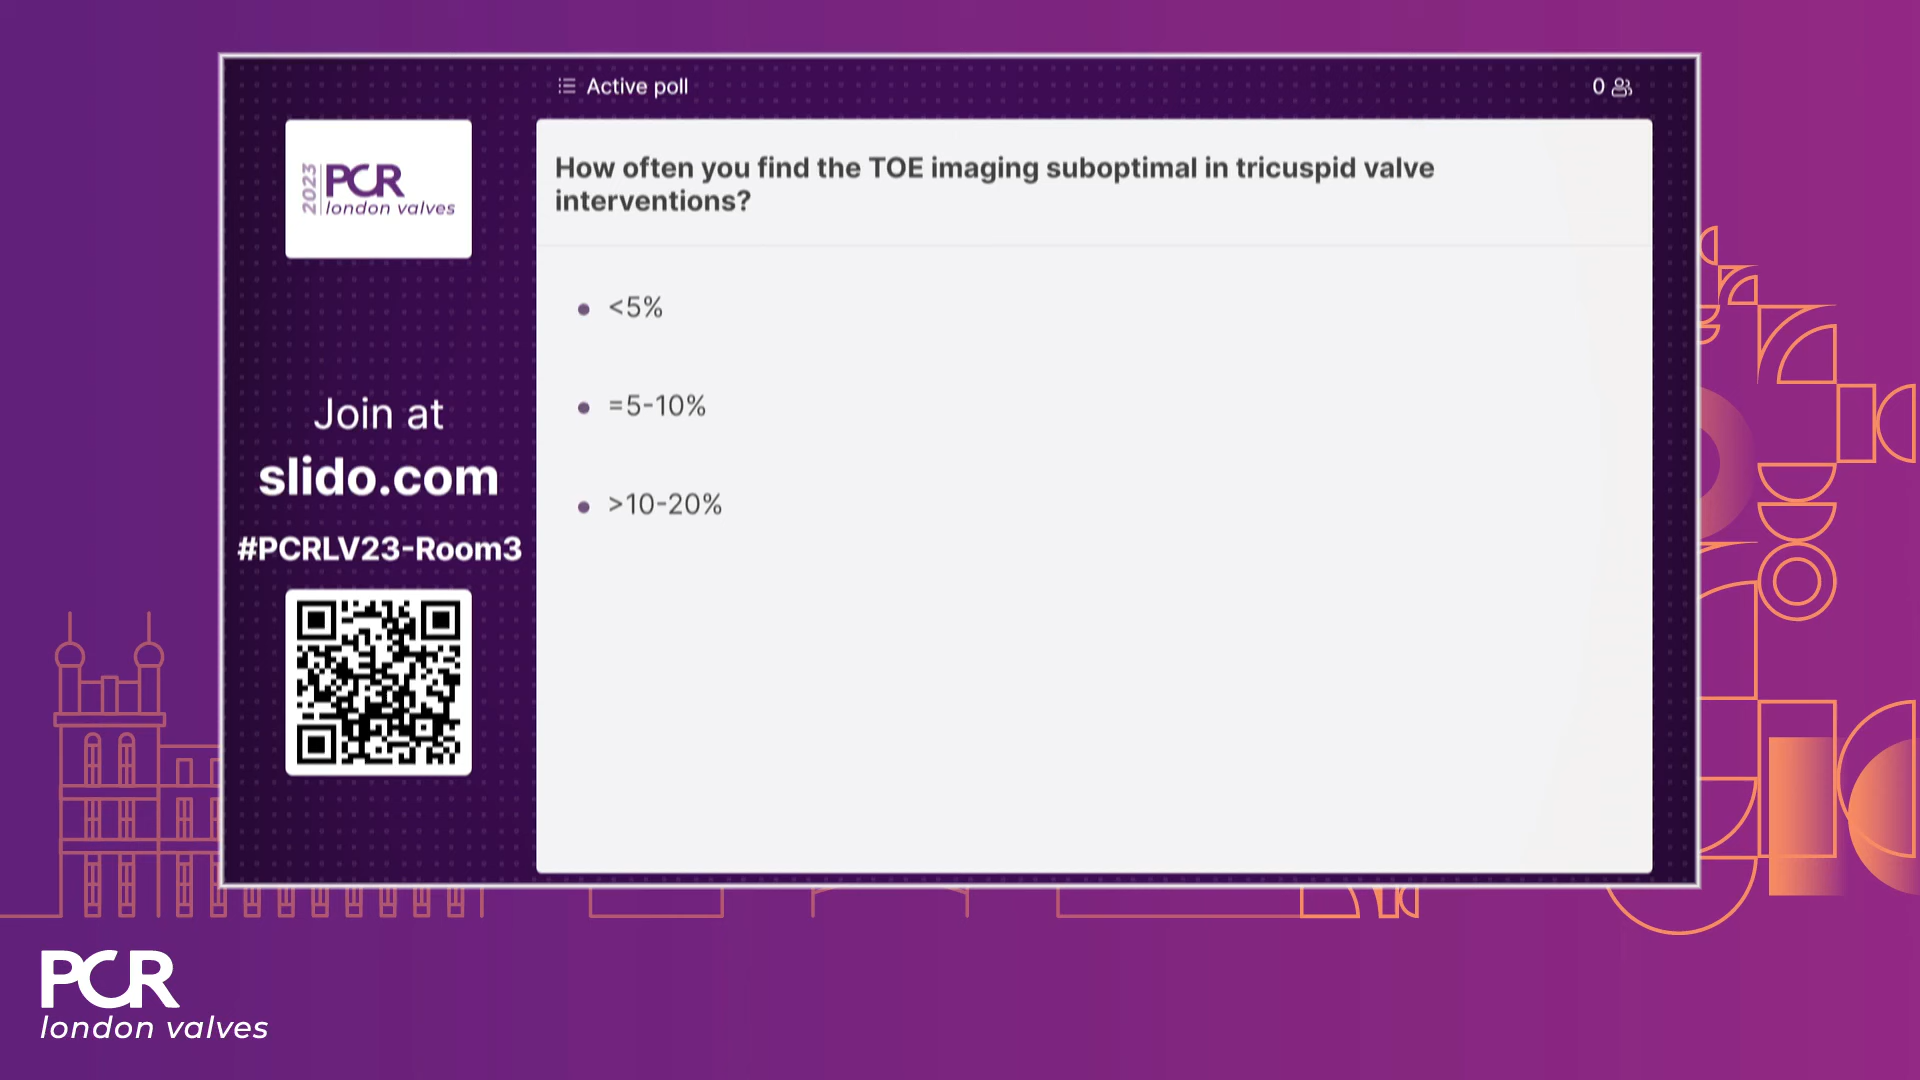 Active poll
0
2023
PCR
london valves
How often you find the TOE imaging suboptimal in tricuspid valve
interventions?
<5%
=5-10%
>10-20%
Join at
slido.com
#PCRLV23-Room3
PCR
london valves